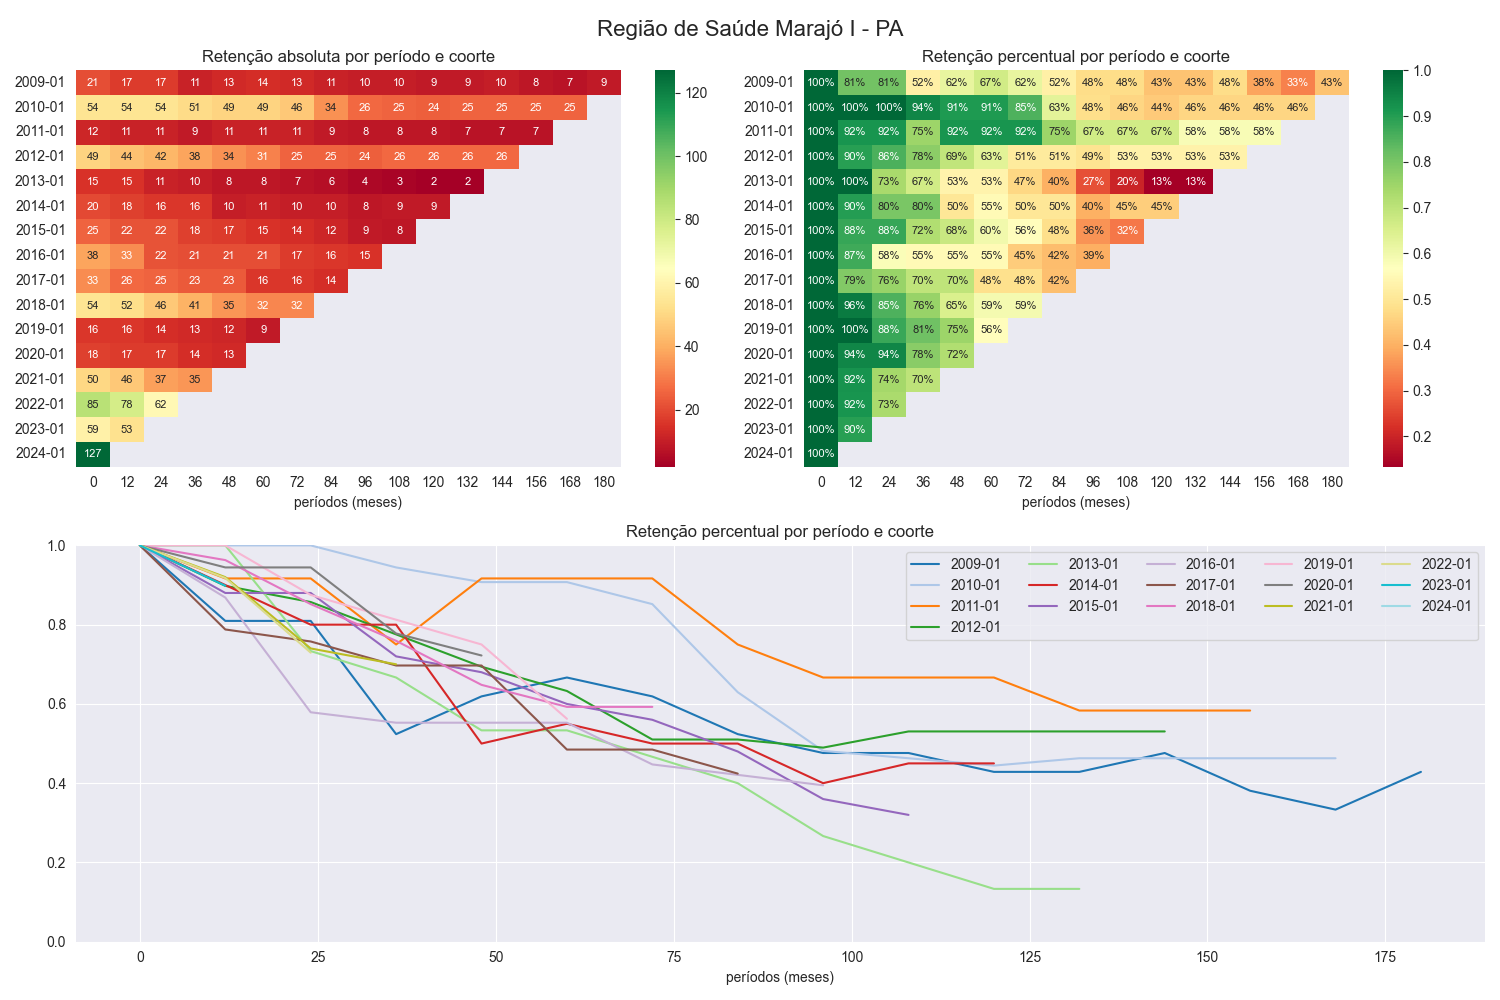 Região de Saúde Marajó I - PA
Retenção absoluta por período e coorte
2009-01 21 17 17 11 13 14 13 11 10 10 9 9 10 8 7 9
2010-01 54 54 54 51 49 49 46 34 26 25 24 25 25 25 25
2011-01 12 11 11 9 11 11 11 9 8 8 8 7 7 7
2012-01 49 44 42 38 34 31 25 25 24 26 26 26 26
2013-01 15 15 11 10 8 8 7 6 4 3 2 2
2014-01 20 18 16 16 10 11 10 10 8 9 9
2015-01 25 22 22 18 17 15 14 12 9 8
2016-01 38 33 22 21 21 21 17 16 15
2017-01 33 26 25 23 23 16 16 14
2018-01 54 52 46 41 35 32 32
2019-01 16 16 14 13 12 9
2020-01 18 17 17 14 13
2021-01 50 46 37 35
2022-01 85 78 62
2023-01 59 53
2024-01 127
0 12 24 36 48 60 72 84 96 108 120 132 144 156 168 180
períodos (meses)
120
100
80
60
40
20
Retenção percentual por período e coorte
2009-01 100% 81% 81% 52% 62% 67% 62% 52% 48% 48% 43% 43% 48% 38% 33% 43%
2010-01 100% 100% 100% 94% 91% 91% 85% 63% 48% 46% 44% 46% 46% 46% 46%
2011-01 100% 92% 92% 75% 92% 92% 92% 75% 67% 67% 67% 58% 58% 58%
2012-01 100% 90% 86% 78% 69% 63% 51% 51% 49% 53% 53% 53% 53%
2013-01 100% 100% 73% 67% 53% 53% 47% 40% 27% 20% 13% 13%
2014-01 100% 90% 80% 80% 50% 55% 50% 50% 40% 45% 45%
2015-01 100% 88% 88% 72% 68% 60% 56% 48% 36% 32%
2016-01 100% 87% 58% 55% 55% 55% 45% 42% 39%
2017-01 100% 79% 76% 70% 70% 48% 48% 42%
2018-01 100% 96% 85% 76% 65% 59% 59%
2019-01 100% 100% 88% 81% 75% 56%
2020-01 100% 94% 94% 78% 72%
2021-01 100% 92% 74% 70%
2022-01 100% 92% 73%
2023-01 100% 90%
2024-01 100%
0 12 24 36 48 60 72 84 96 108 120 132 144 156 168 180
períodos (meses)
1.0
0.9
0.8
0.7
0.6
0.5
0.4
0.3
0.2
Retenção percentual por período e coorte
1.0
0.8
0.6
0.4
0.2
0.0
2009-01 2013-01 2016-01 2019-01 2022-01
2010-01 2014-01 2017-01 2020-01 2023-01
2011-01 2015-01 2018-01 2021-01 2024-01
2012-01
0 25 50 75 100 125 150 175
períodos (meses)